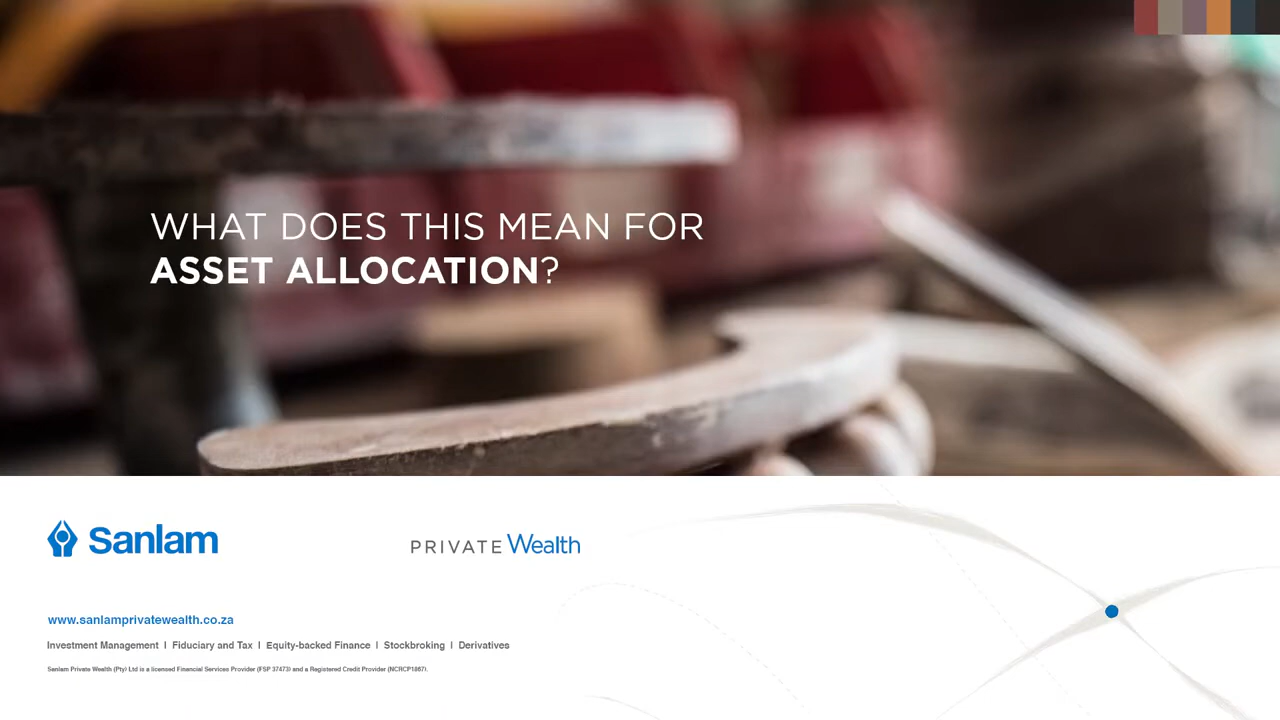 WHAT DOES THIS MEAN FOR
ASSET ALLOCATION?
Sanlam
PRIVATE Wealth
www.sanlamprivatewealth.co.za
Investment Management | Fiduciary and Tax | Equity-backed Finance | Stockbroking | Derivatives
Sanlam Private Wealth (Pty) Ltd is a licensed Financial Services Provider (FSP 37473) and a Registered Credit Provider (NCRCP1867).